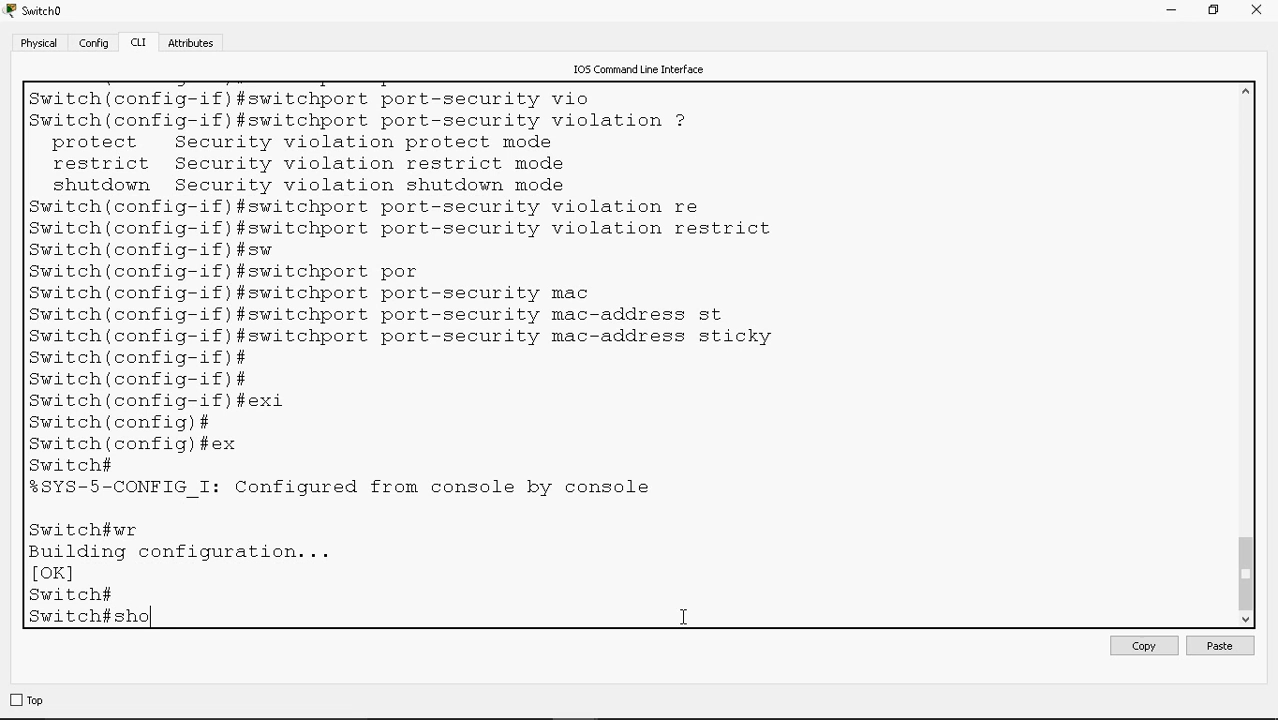 Switch0
Physical Config CLI Attributes
IOS Command Line Interface
Switch(config-if)#switchport port-security vio
Switch(config-if)#switchport port-security violation ?
protect Security violation protect mode
restrict Security violation restrict mode
shutdown Security violation shutdown mode
Switch(config-if)#switchport port-security violation re
Switch(config-if)#switchport port-security violation restrict
Switch(config-if)#sw
Switch(config-if)#switchport por
Switch(config-if)#switchport port-security mac
Switch(config-if)#switchport port-security mac-address st
Switch(config-if)#switchport port-security mac-address sticky
Switch(config-if)#
Switch(config-if)#
Switch(config-if)#exi
Switch(config)#
Switch(config)#ex
Switch#
%SYS-5-CONFIG_I: Configured from console by console
Switch#wr
Building configuration...
[OK]
Switch#
Switch#sho
Copy Paste
Top